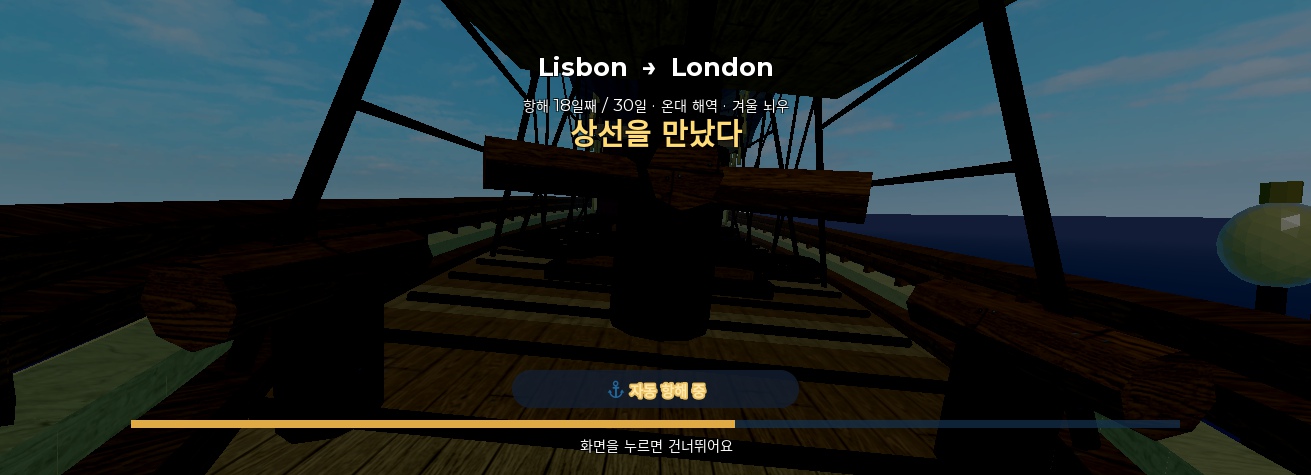 Lisbon → London
항해 18일째 / 30일 · 온대 해역 · 겨울 뇌우
상선을 만났다
⚓ 자동 항해 중
화면을 누르면 건너뛰어요